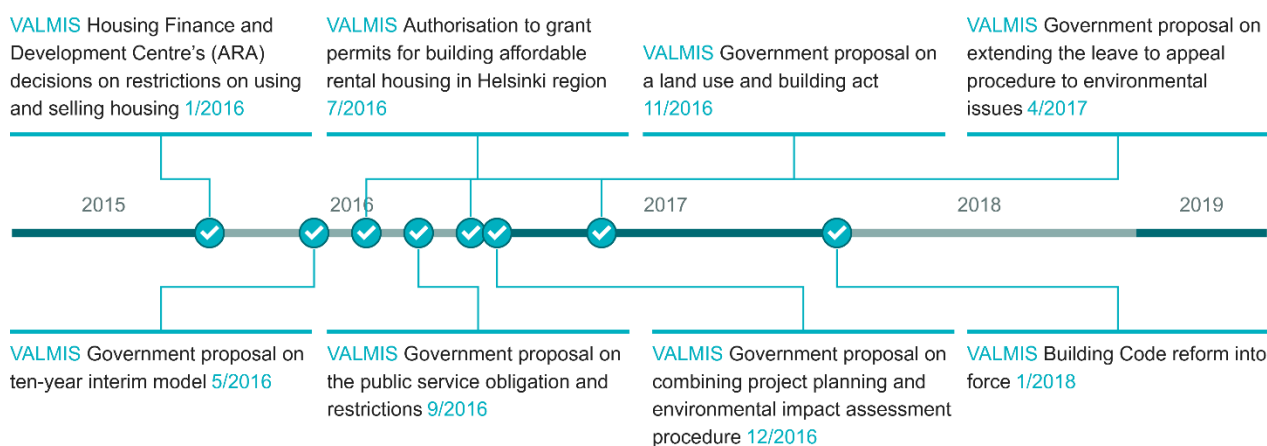 VALMIS Housing Finance and
Development Centre's (ARA)
decisions on restrictions on using
and selling housing 1/2016
VALMIS Authorisation to grant
permits for building affordable
rental housing in Helsinki region
7/2016
VALMIS Government proposal on
a land use and building act
11/2016
VALMIS Government proposal on
extending the leave to appeal
procedure to environmental
issues 4/2017
2015
2016
2017
2018
2019
VALMIS Government proposal on
ten-year interim model 5/2016
VALMIS Government proposal on
the public service obligation and
restrictions 9/2016
VALMIS Government proposal on
combining project planning and
environmental impact assessment
procedure 12/2016
VALMIS Building Code reform into
force 1/2018